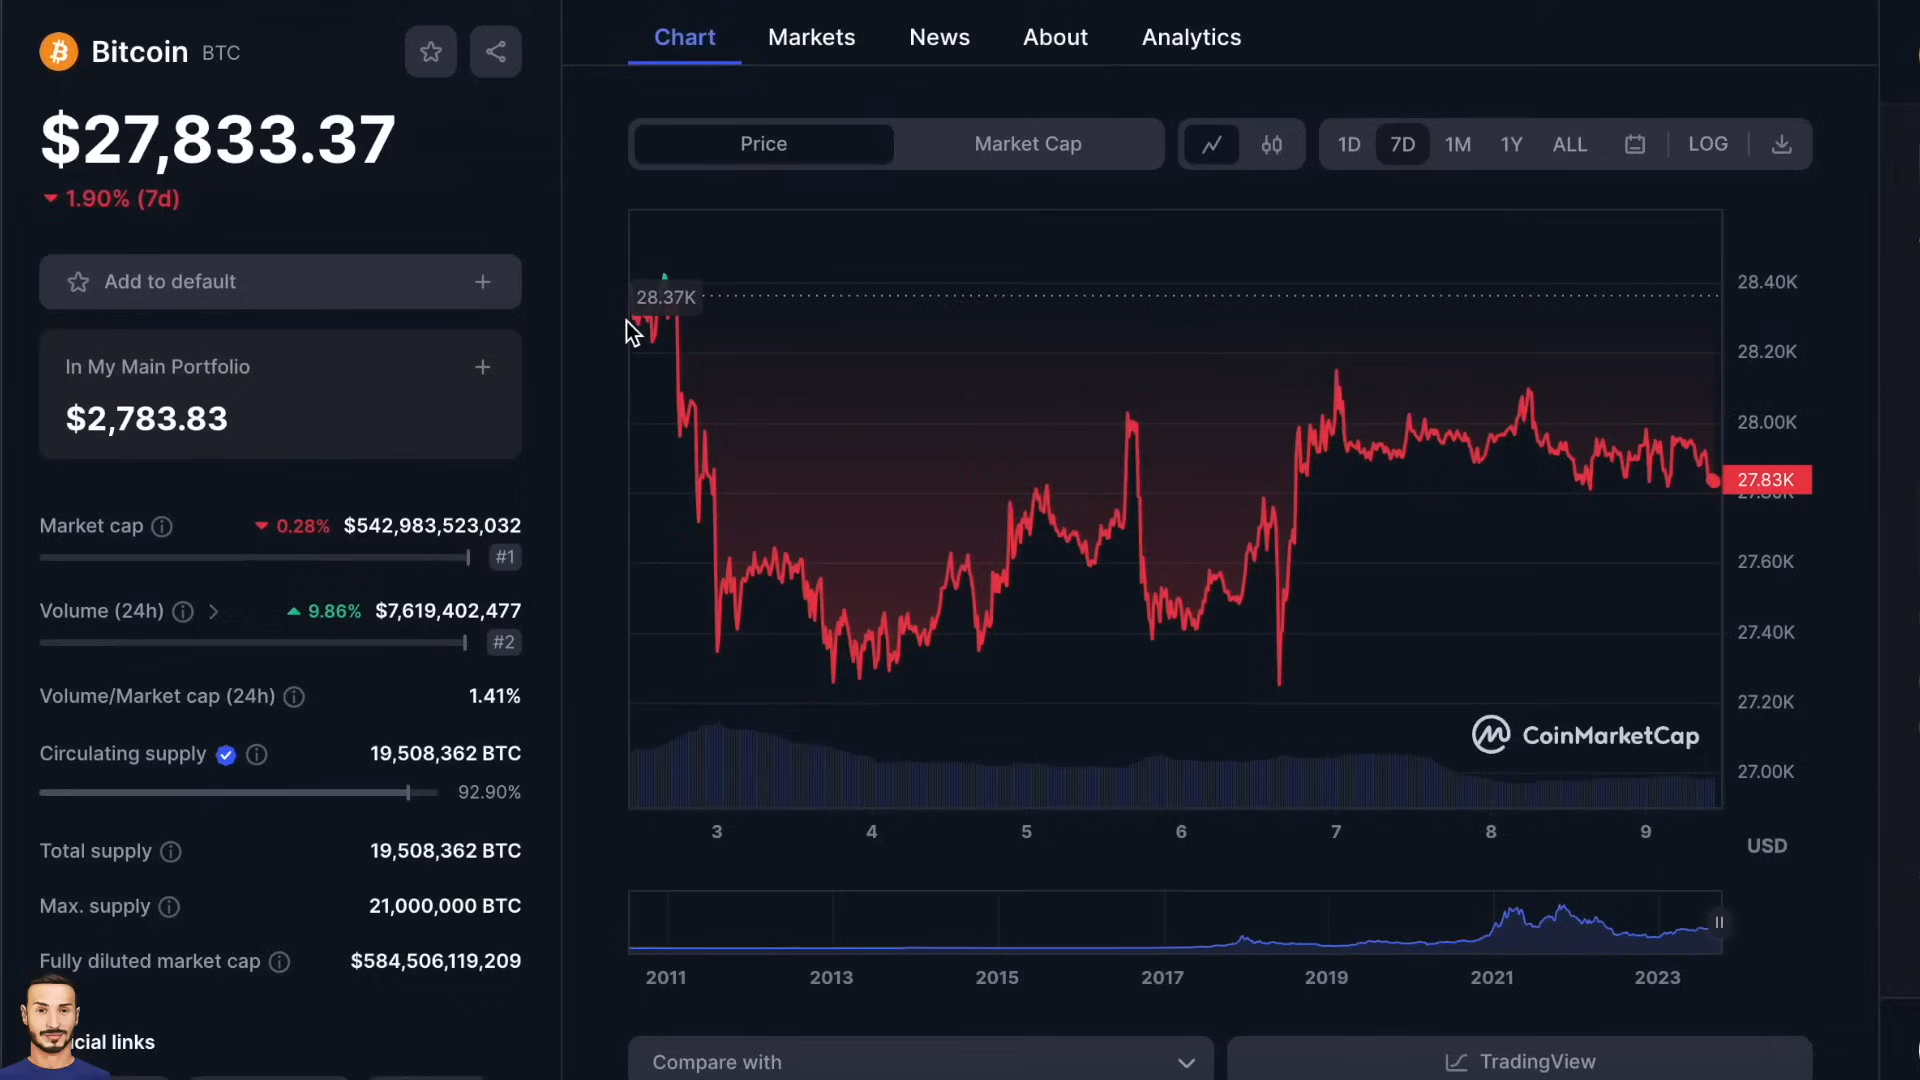 Bitcoin BTC
$27,833.37
1.90% (7d)
Add to default
In My Main Portfolio
$2,783.83
Market cap 0.28% $542,983,523,032
#1
Volume (24h) 9.86% $7,619,402,477
#2
Volume/Market cap (24h) 1.41%
Circulating supply 19,508,362 BTC
92.90%
Total supply 19,508,362 BTC
Max. supply 21,000,000 BTC
Fully diluted market cap $584,506,119,209
cial links
Chart Markets News About Analytics
Price Market Cap 1D 7D 1M 1Y ALL LOG
28.40K
28.37K
28.20K
28.00K
27.83K
27.60K
27.40K
27.20K
CoinMarketCap
27.00K
3 4 5 6 7 8 9
USD
2011 2013 2015 2017 2019 2021 2023
Compare with TradingView